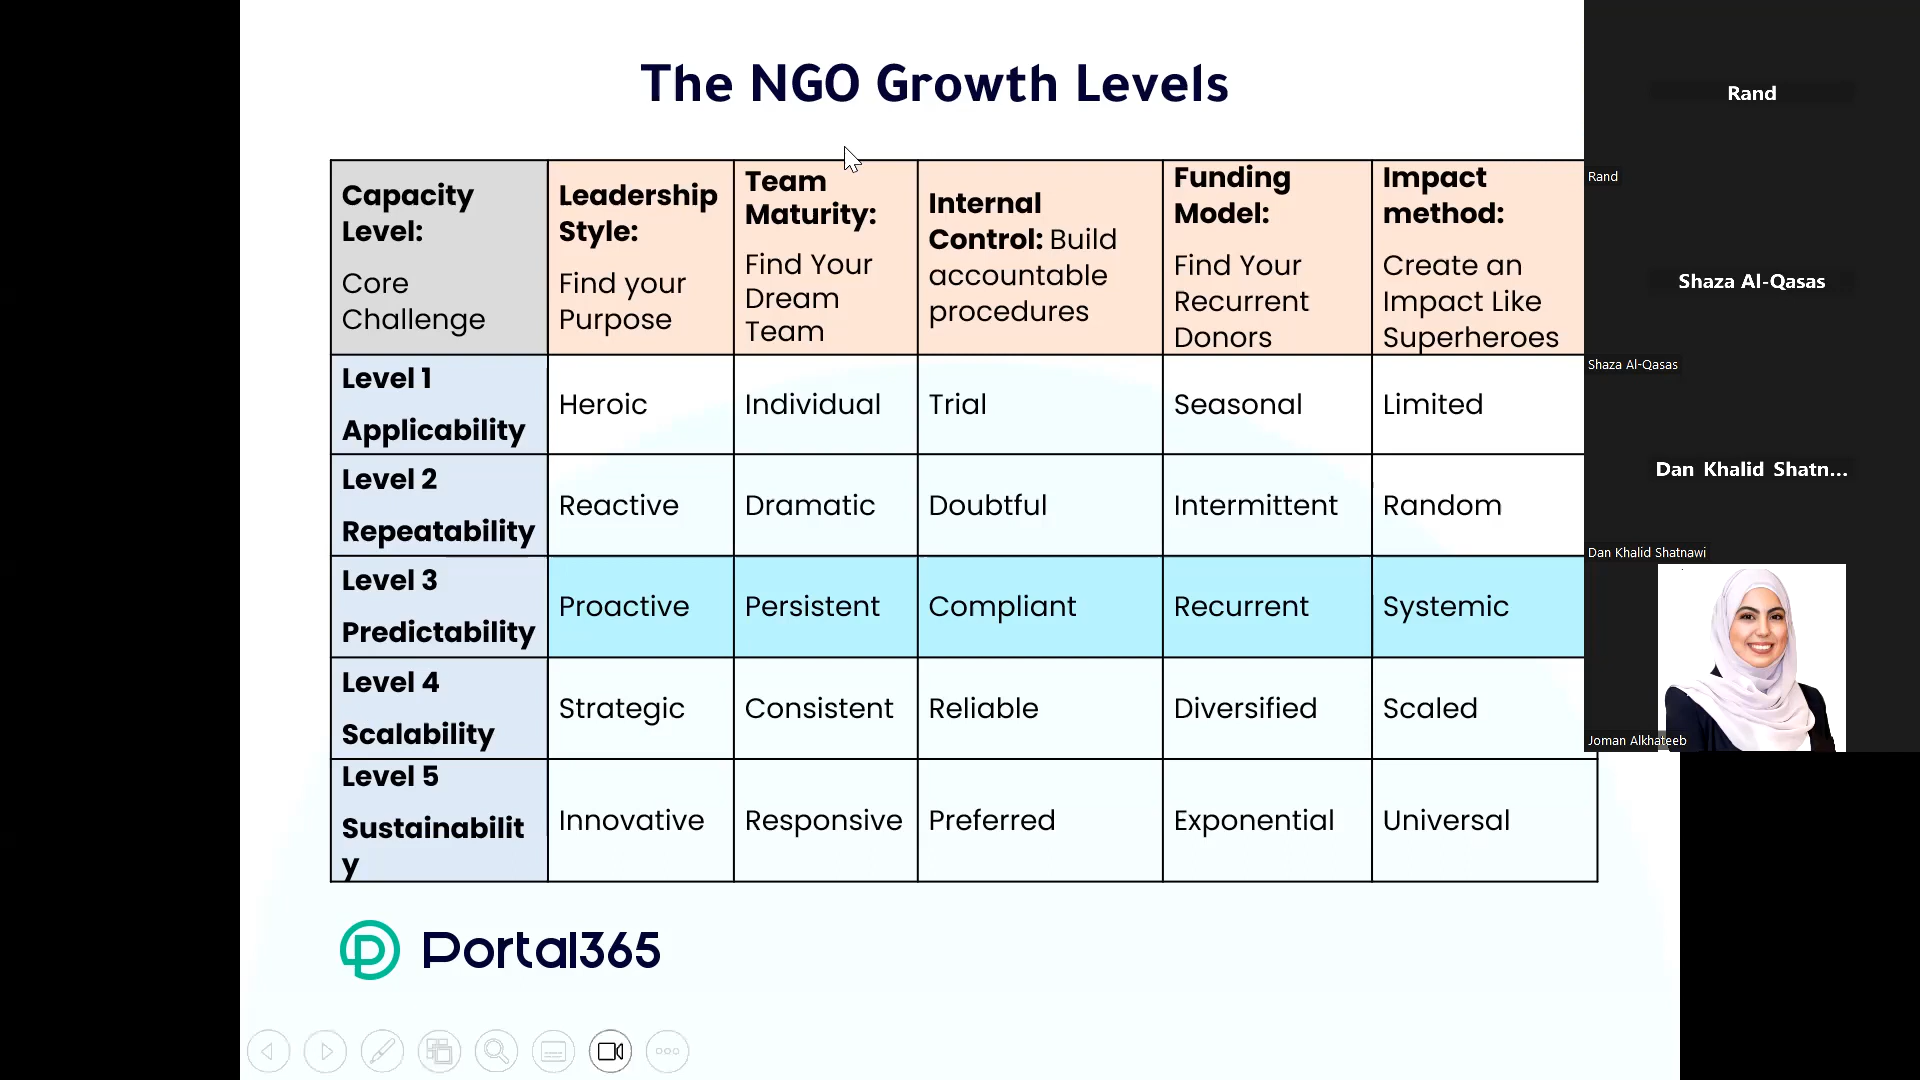 The NGO Growth Levels
Capacity
Level:
Core
Challenge
Leadership
Style:
Find your
Purpose
Team
Maturity:
Find Your
Dream
Team
Internal
Control: Build
accountable
procedures
Funding
Model:
Find Your
Recurrent
Donors
Impact
method:
Create an
Impact Like
Superheroes
Level 1
Applicability
Heroic
Individual
Trial
Seasonal
Limited
Level 2
Repeatability
Reactive
Dramatic
Doubtful
Intermittent
Random
Level 3
Predictability
Proactive
Persistent
Compliant
Recurrent
Systemic
Level 4
Scalability
Strategic
Consistent
Reliable
Diversified
Scaled
Level 5
Sustainabilit
y
Innovative
Responsive
Preferred
Exponential
Universal
Portal365
Rand
Rand
Shaza Al-Qasas
Shaza Al-Qasas
Dan Khalid Shatn...
Dan Khalid Shatnawi
Joman Alkhateeb